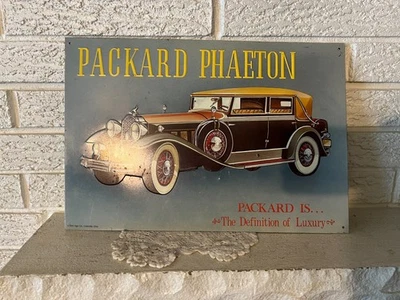 PACKARD PHAETON
PACKARD IS...
The Definition of Luxury